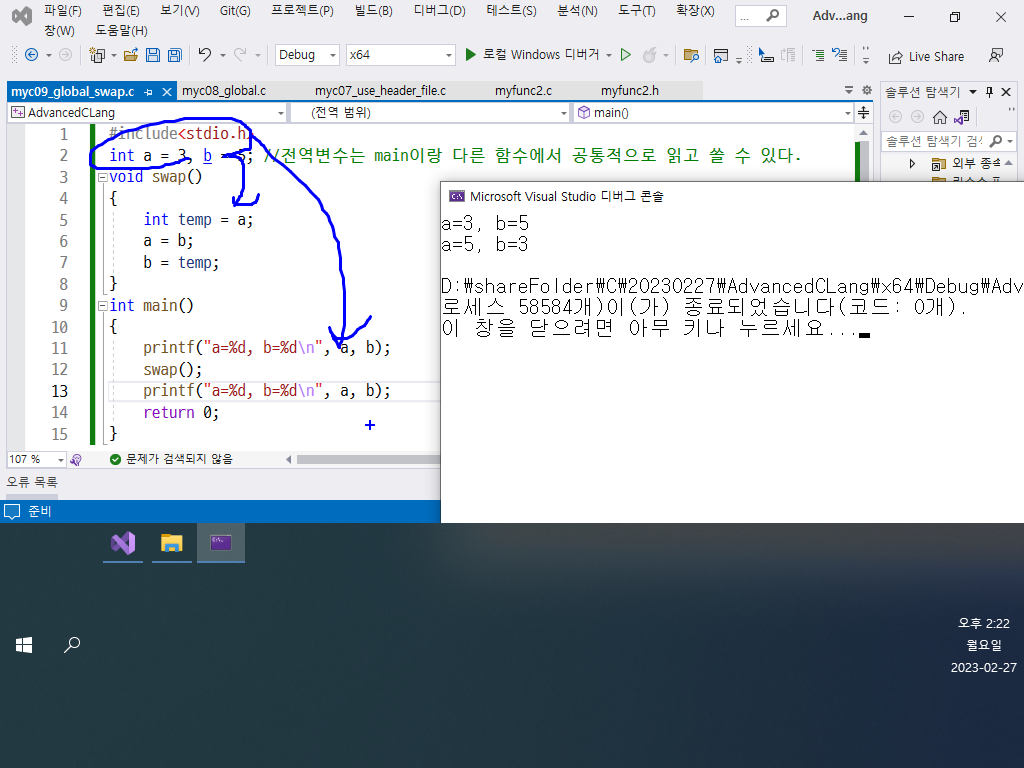 파일(F) 편집(E) 보기(V) Git(G) 프로젝트(P) 빌드(B) 디버그(D) 테스트(S) 분석(N) 도구(T) 확장(X) ... Adv...ang
창(W) 도움말(H)
Debug x64 로컬 Windows 디버거 Live Share
myc09_global_swap.c myc08_global.c myc07_use_header_file.c myfunc2.c myfunc2.h
솔루션 탐색기
AdvancedCLang (전역 범위) main()
솔루션 탐색기 검색
외부 종속
1 #include<stdio.h>
2 int a = 3, b = 5; //전역변수는 main이랑 다른 함수에서 공통적으로 읽고 쓸 수 있다.
3 void swap()
4 {
5 int temp = a;
6 a = b;
7 b = temp;
8 }
9 int main()
10 {
11 printf("a=%d, b=%d\n", a, b);
12 swap();
13 printf("a=%d, b=%d\n", a, b);
14 return 0;
15 }
107 % 문제가 검색되지 않음
오류 목록
준비
Microsoft Visual Studio 디버그 콘솔
a=3, b=5
a=5, b=3
D:\shareFolder\C\20230227\AdvancedCLang\x64\Debug\Adv
로세스 58584개)이(가) 종료되었습니다(코드: 0개).
이 창을 닫으려면 아무 키나 누르세요...
오후 2:22
월요일
2023-02-27